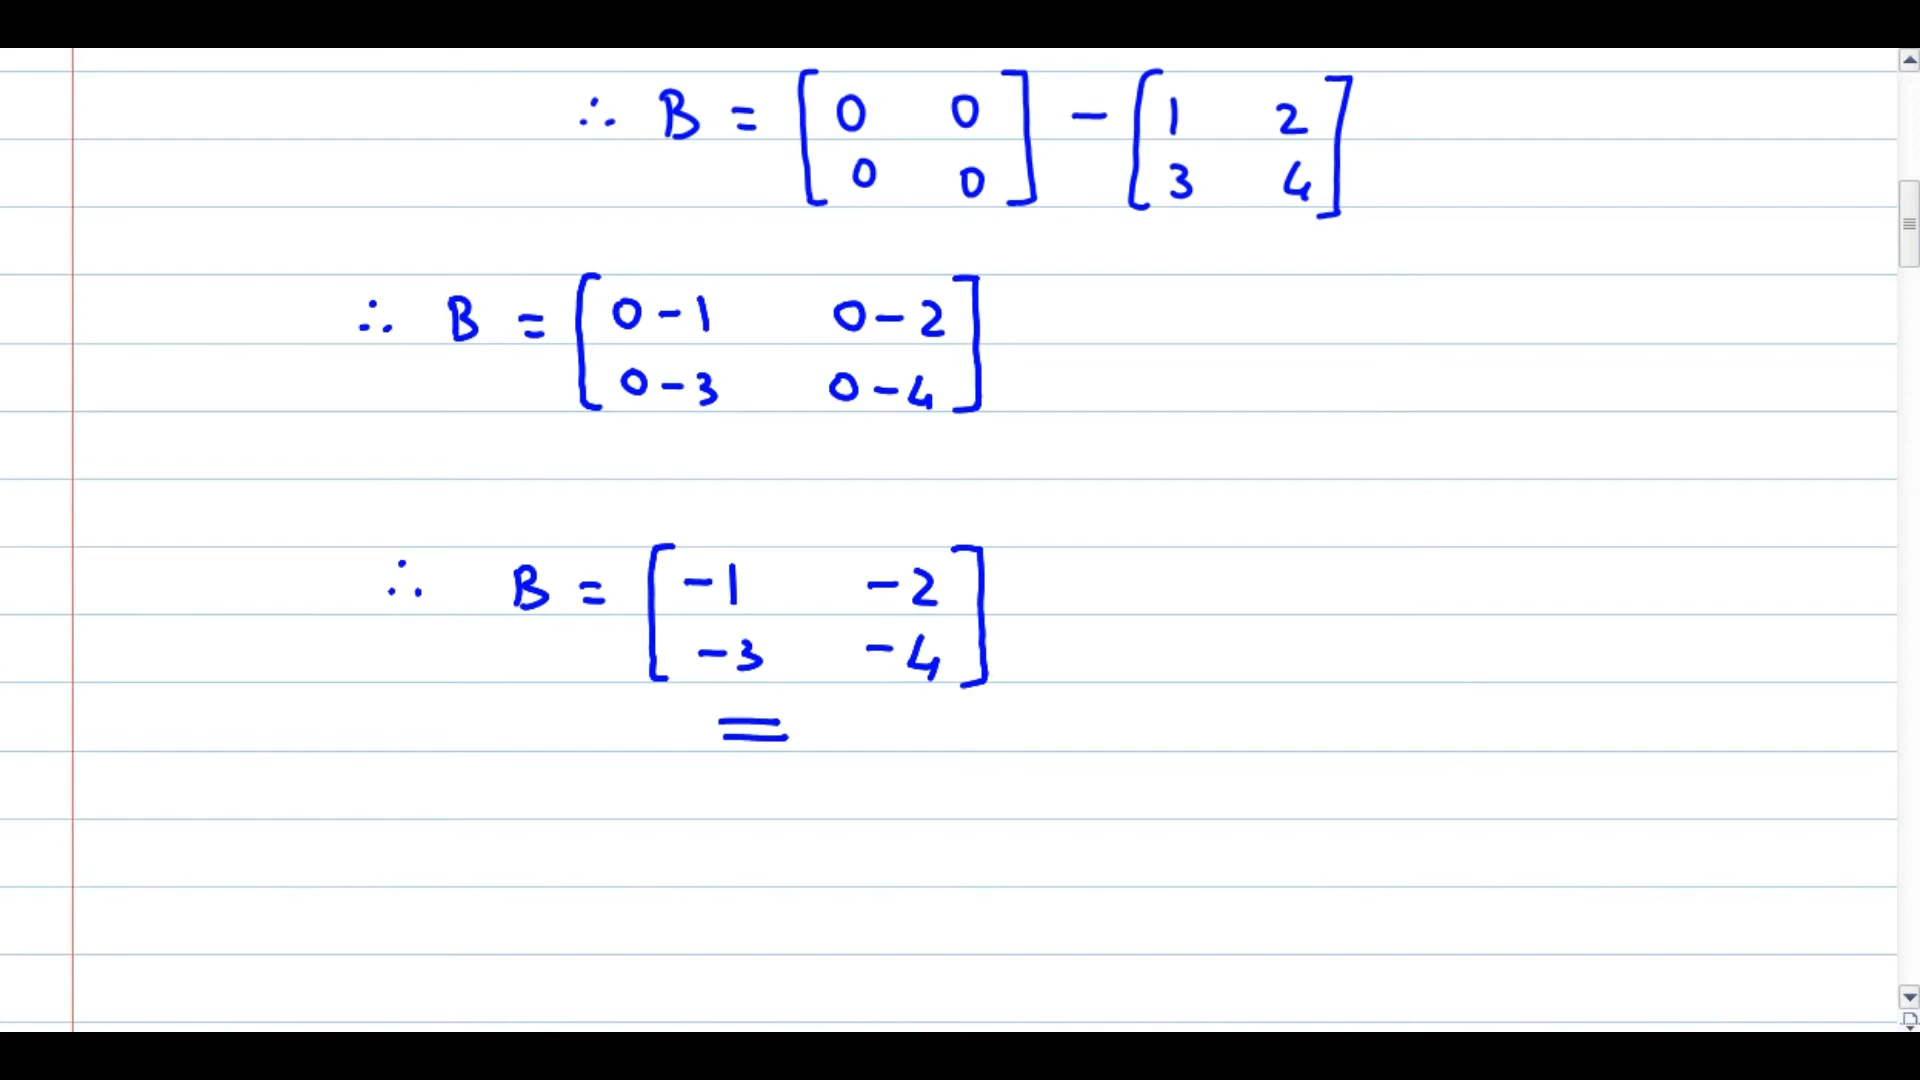 ∴ B = [ 0 0 ] - [ 1 2 ]
0 0 3 4
∴ B = [ 0-1 0-2 ]
0-3 0-4
∴ B = [ -1 -2 ]
-3 -4